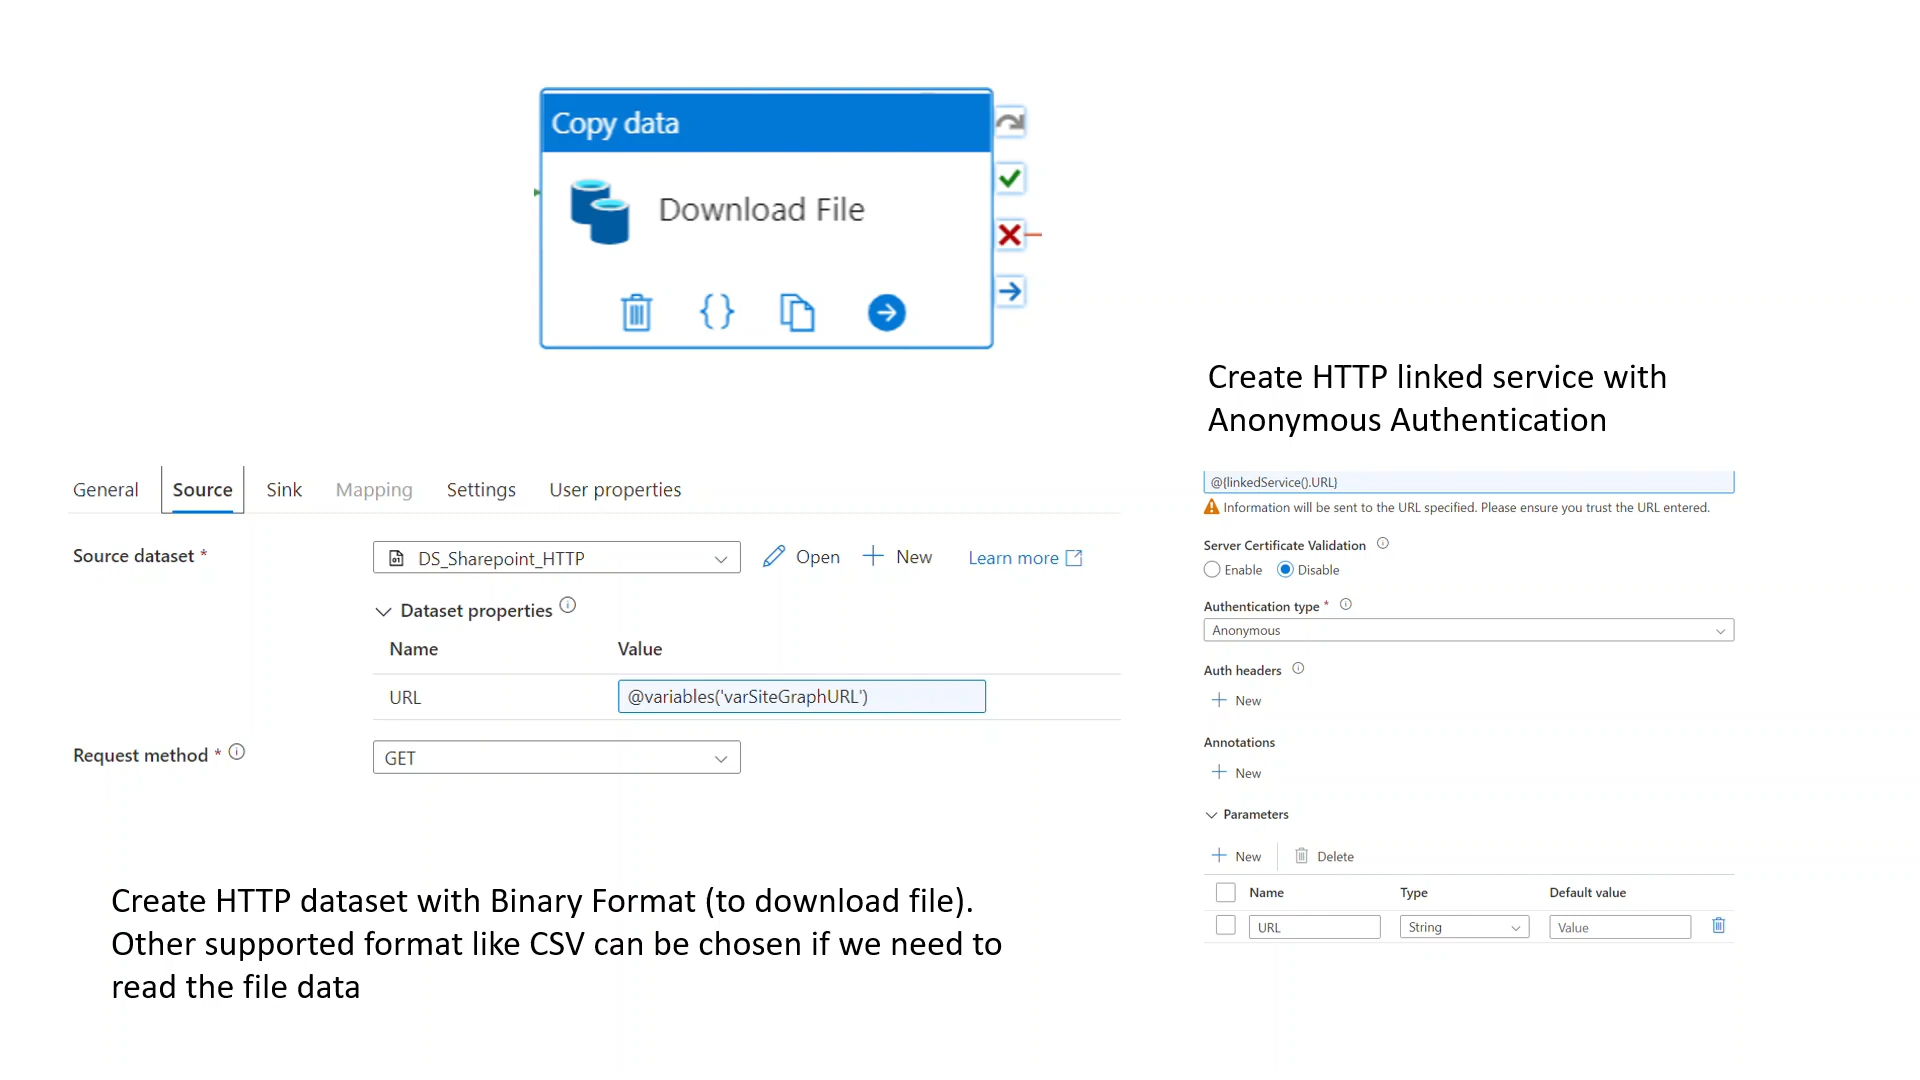 Copy data
Download File
Create HTTP linked service with
Anonymous Authentication
General Source Sink Mapping Settings User properties
Source dataset *
DS_Sharepoint_HTTP
Open
New
Learn more
Dataset properties
Name Value
URL @variables('varSiteGraphURL')
Request method *
GET
@{linkedService().URL}
Information will be sent to the URL specified. Please ensure you trust the URL entered.
Server Certificate Validation
Enable Disable
Authentication type *
Anonymous
Auth headers
New
Annotations
New
Parameters
New Delete
Name Type Default value
URL String Value
Create HTTP dataset with Binary Format (to download file).
Other supported format like CSV can be chosen if we need to
read the file data